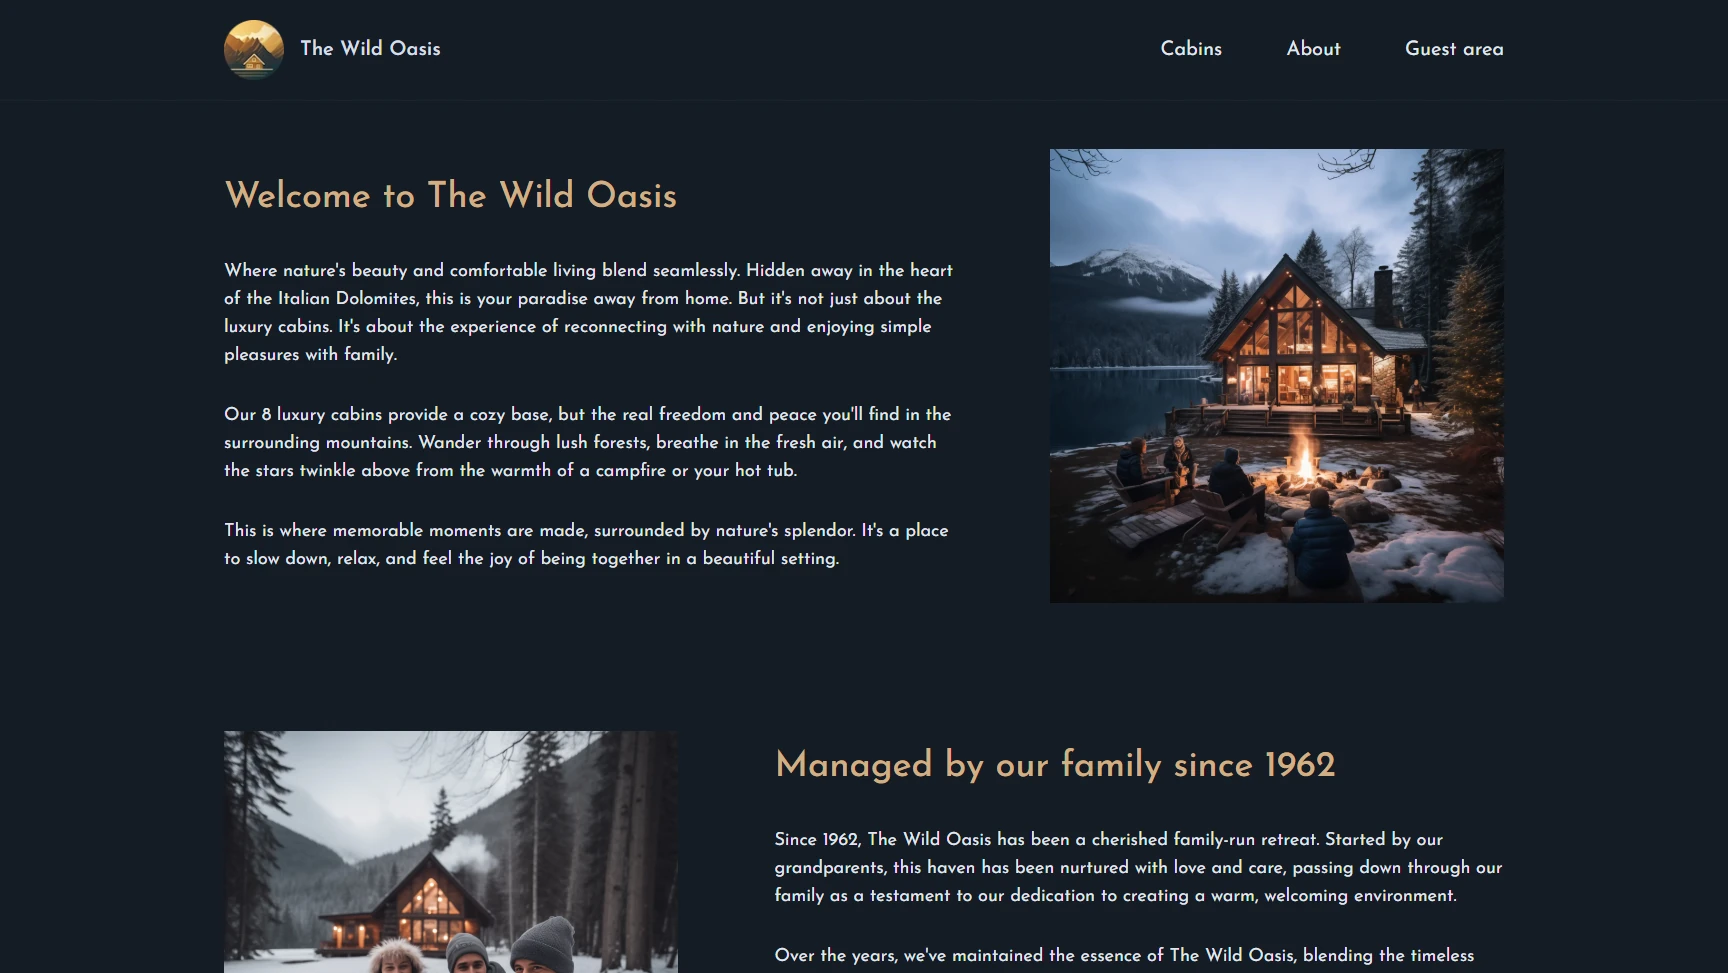 The Wild Oasis
Cabins
About
Guest area
Welcome to The Wild Oasis
Where nature's beauty and comfortable living blend seamlessly. Hidden away in the heart
of the Italian Dolomites, this is your paradise away from home. But it's not just about the
luxury cabins. It's about the experience of reconnecting with nature and enjoying simple
pleasures with family.
Our 8 luxury cabins provide a cozy base, but the real freedom and peace you'll find in the
surrounding mountains. Wander through lush forests, breathe in the fresh air, and watch
the stars twinkle above from the warmth of a campfire or your hot tub.
This is where memorable moments are made, surrounded by nature's splendor. It's a place
to slow down, relax, and feel the joy of being together in a beautiful setting.
Managed by our family since 1962
Since 1962, The Wild Oasis has been a cherished family-run retreat. Started by our
grandparents, this haven has been nurtured with love and care, passing down through our
family as a testament to our dedication to creating a warm, welcoming environment.
Over the years, we've maintained the essence of The Wild Oasis, blending the timeless